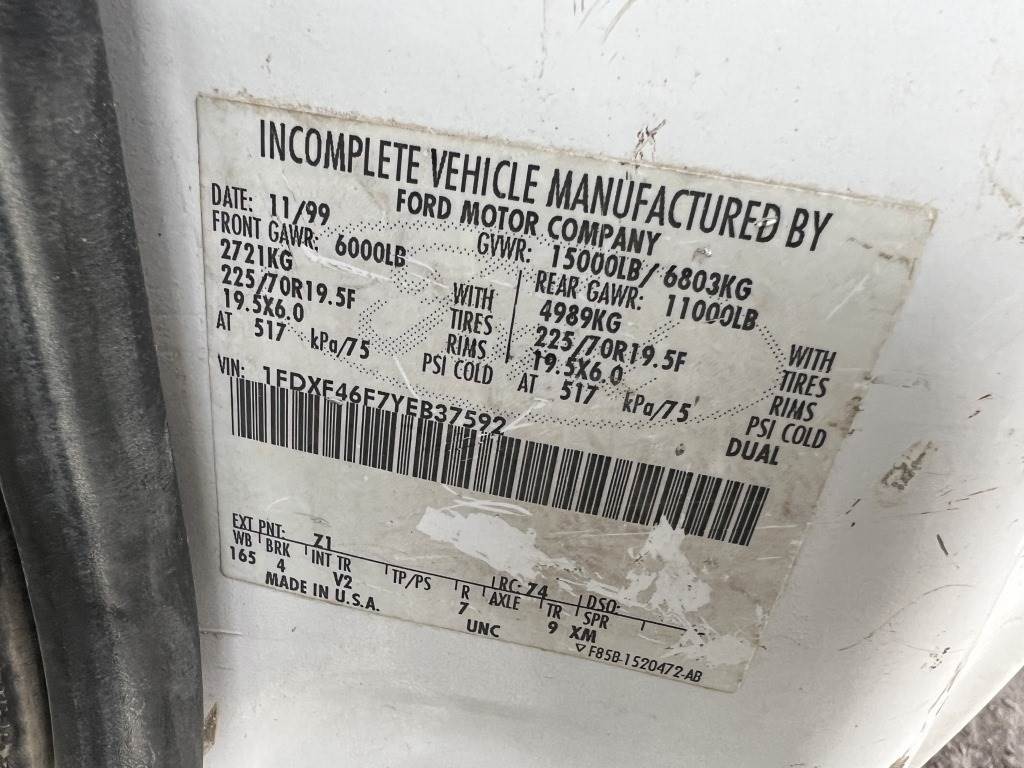 INCOMPLETE VEHICLE MANUFACTURED BY
FORD MOTOR COMPANY
DATE: 11/99 GVWR: 15000LB/ 6803KG
FRONT GAWR: 6000LB REAR GAWR: 11000LB
2721KG WITH 4989KG WITH
225/70R19.5F TIRES 225/70R19.5F TIRES
19.5X6.0 RIMS 19.5X6.0 RIMS
AT 517 kPa/75 PSI COLD AT 517 kPa/75 PSI COLD
DUAL
VIN: 1FDXF46F7YEB37592
EXT PNT: Z1 RC: 74 DSO:
WB BRK INT TR TP/PS R AXLE TR SPR
165 4 V2 7 9 XM
MADE IN U.S.A. UNC ▽ F85B-1520472-AB